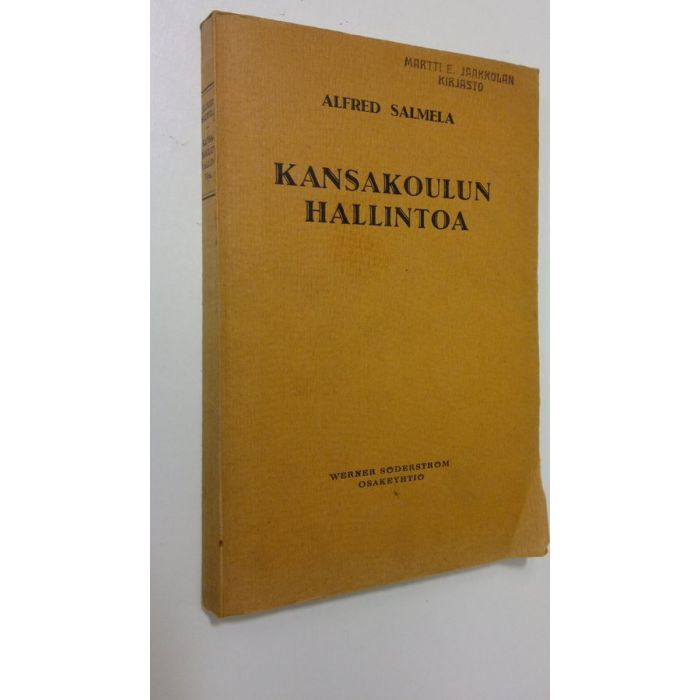 MARTTI E. JAAKKOLAN
KIRJASTO
ALFRED SALMELA
KANSAKOULUN
HALLINTOA
WERNER SÖDERSTRÖM
OSAKEYHTIÖ